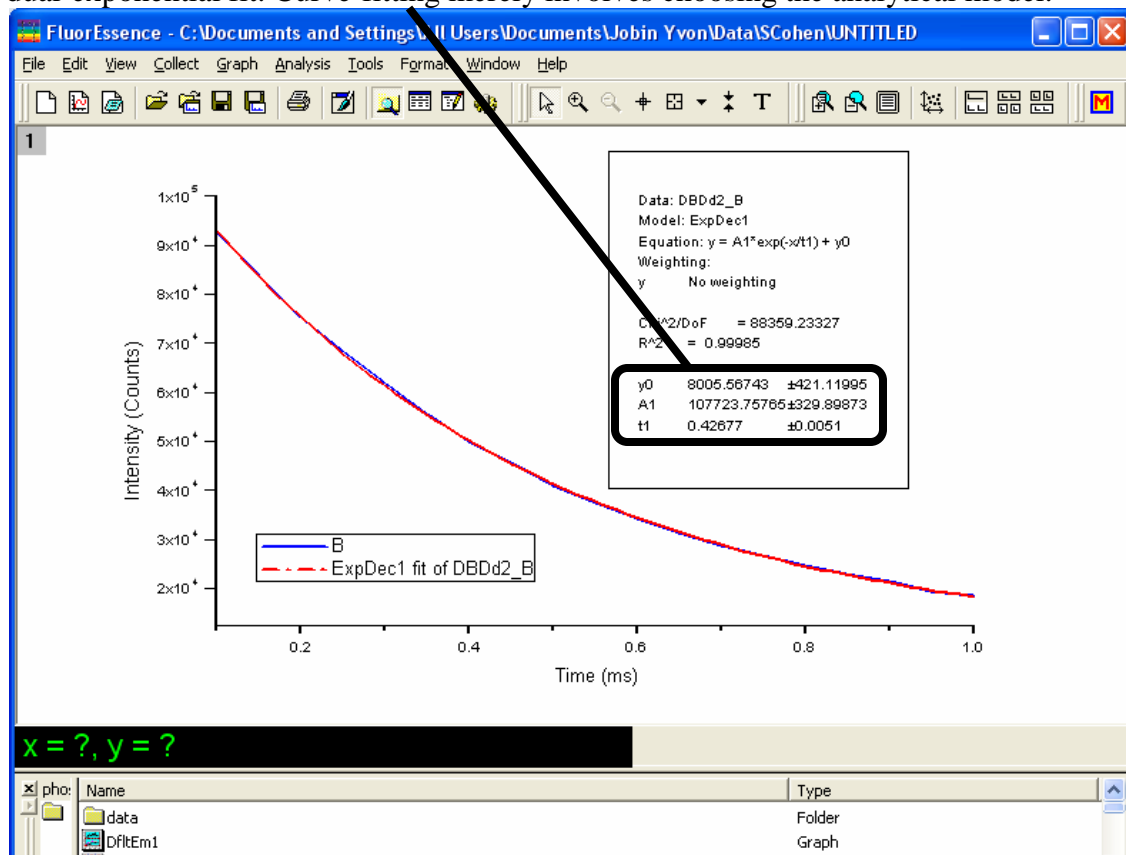 dual exponential fit. Curve-fitting merely involves choosing the analytical model.
FluorEssence - C:\Documents and Settings\All Users\Documents\Jobin Yvon\Data\SCohen\UNTITLED
File Edit View Collect Graph Analysis Tools Format Window Help
T
M
1
1x10^5
9x10^4
8x10^4
7x10^4
6x10^4
5x10^4
4x10^4
3x10^4
2x10^4
Intensity (Counts)
Data: DBDd2_B
Model: ExpDec1
Equation: y = A1*exp(-x/t1) + y0
Weighting:
y No weighting
Chi^2/DoF = 88359.23327
R^2 = 0.99985
y0 8005.56743 ±421.11995
A1 107723.75765±329.89873
t1 0.42677 ±0.0051
B
ExpDec1 fit of DBDd2_B
0.2 0.4 0.6 0.8 1.0
Time (ms)
x = ?, y = ?
Name Type
data Folder
DfltEm1 Graph